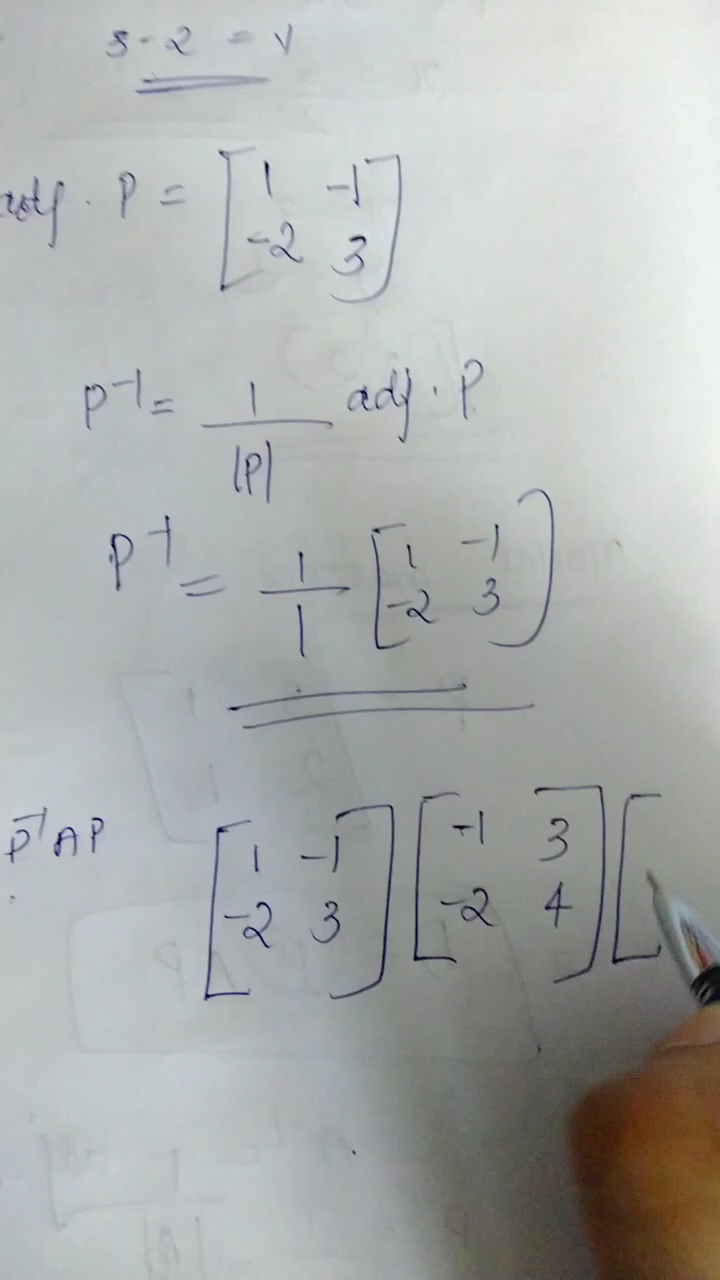 3-2 = 1
adj. P = [1 -1
-2 3]
P⁻¹ = 1/|P| adj. P
P⁻¹ = 1/1 [1 -1
-2 3]
P⁻¹AP [1 -1 [-1 3 [
-2 3] -2 4]